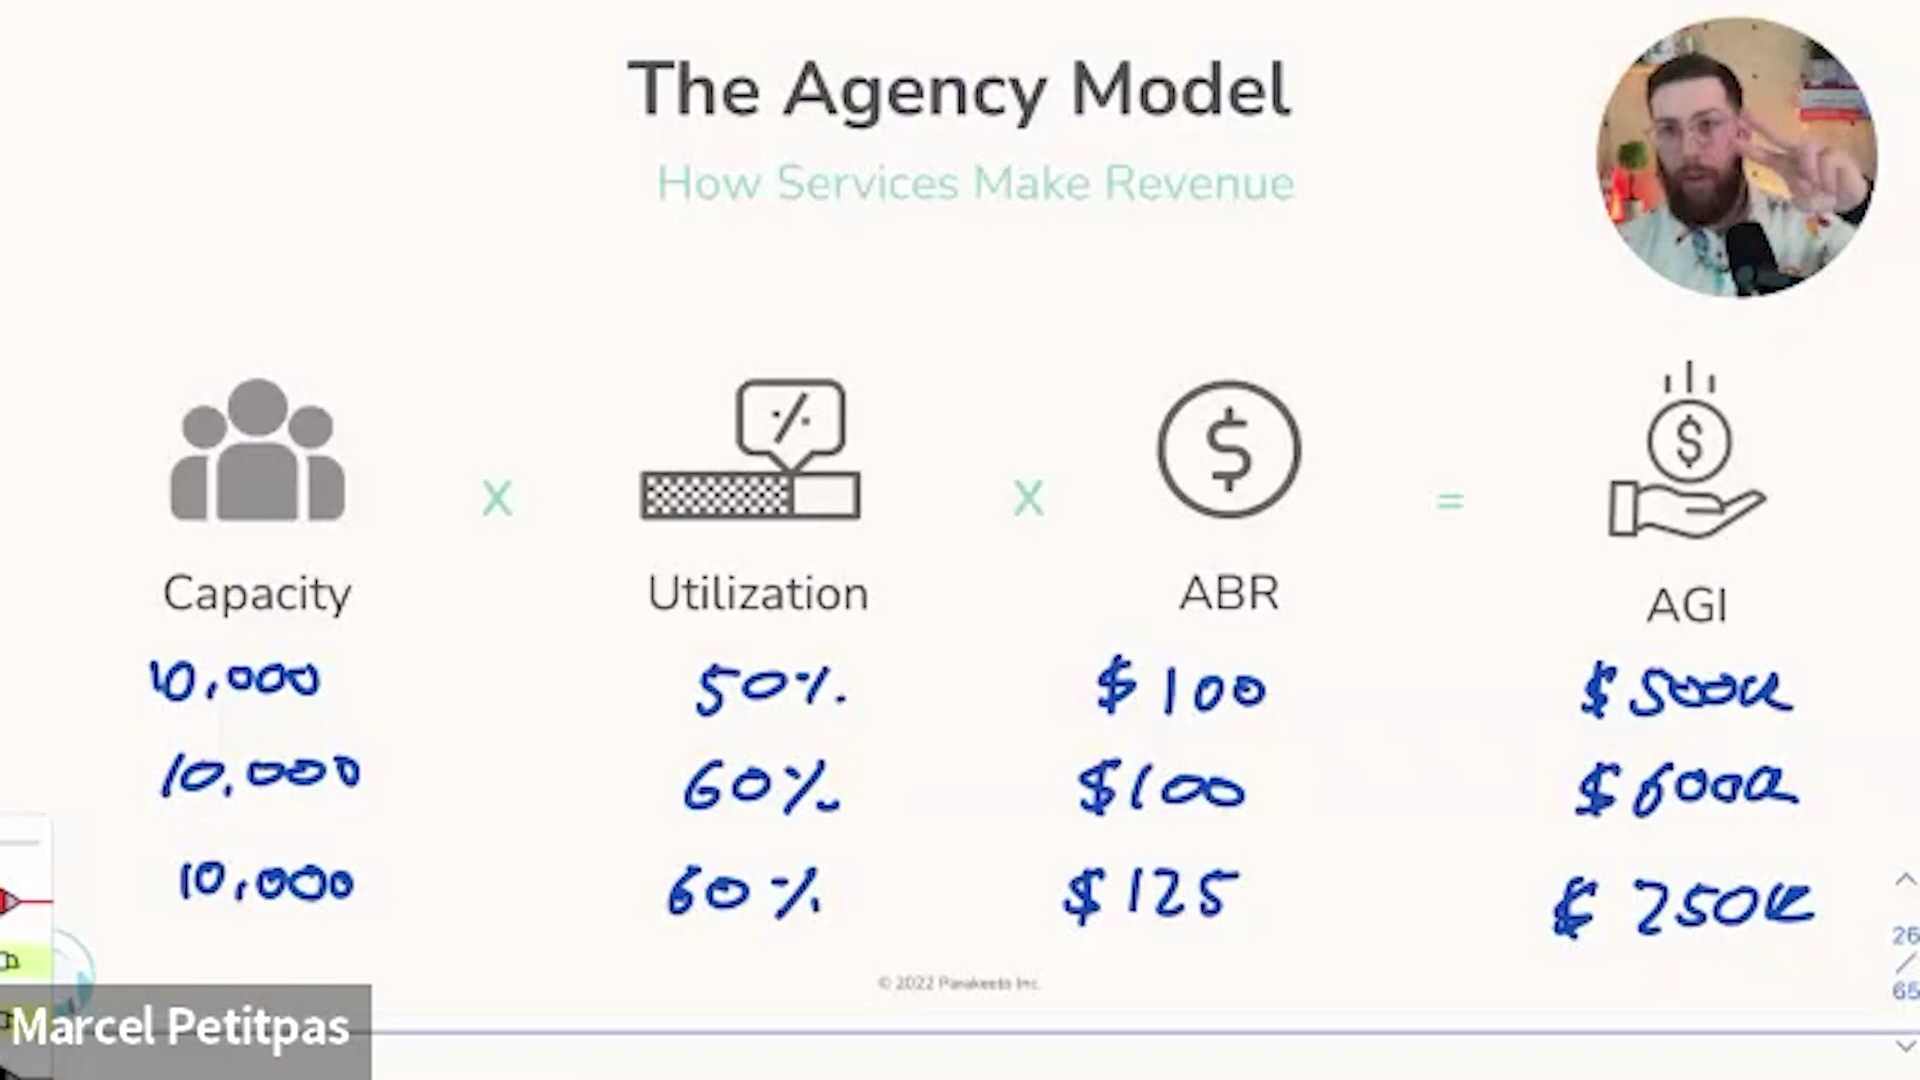 The Agency Model
How Services Make Revenue
X X =
Capacity Utilization ABR AGI
10,000 50% $100 $500K
10,000 60% $100 $600K
10,000 60% $125 $750K
© 2022 Parakeeto Inc.
26
/
65
Marcel Petitpas